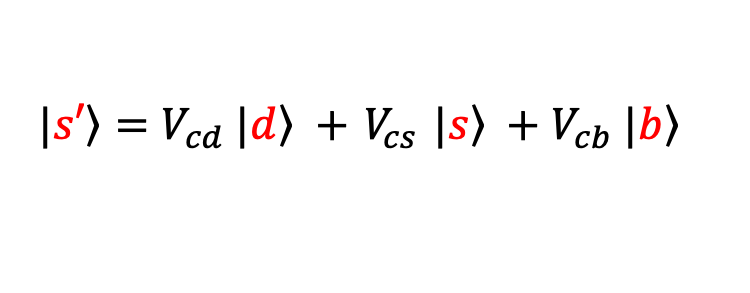 |s′⟩ = V_cd |d⟩ + V_cs |s⟩ + V_cb |b⟩